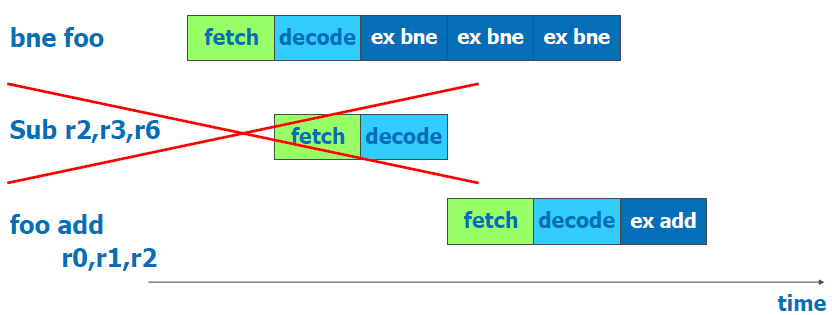 bne foo
fetch decode ex bne ex bne ex bne
Sub r2,r3,r6
fetch decode
foo add
r0,r1,r2
fetch decode ex add
time